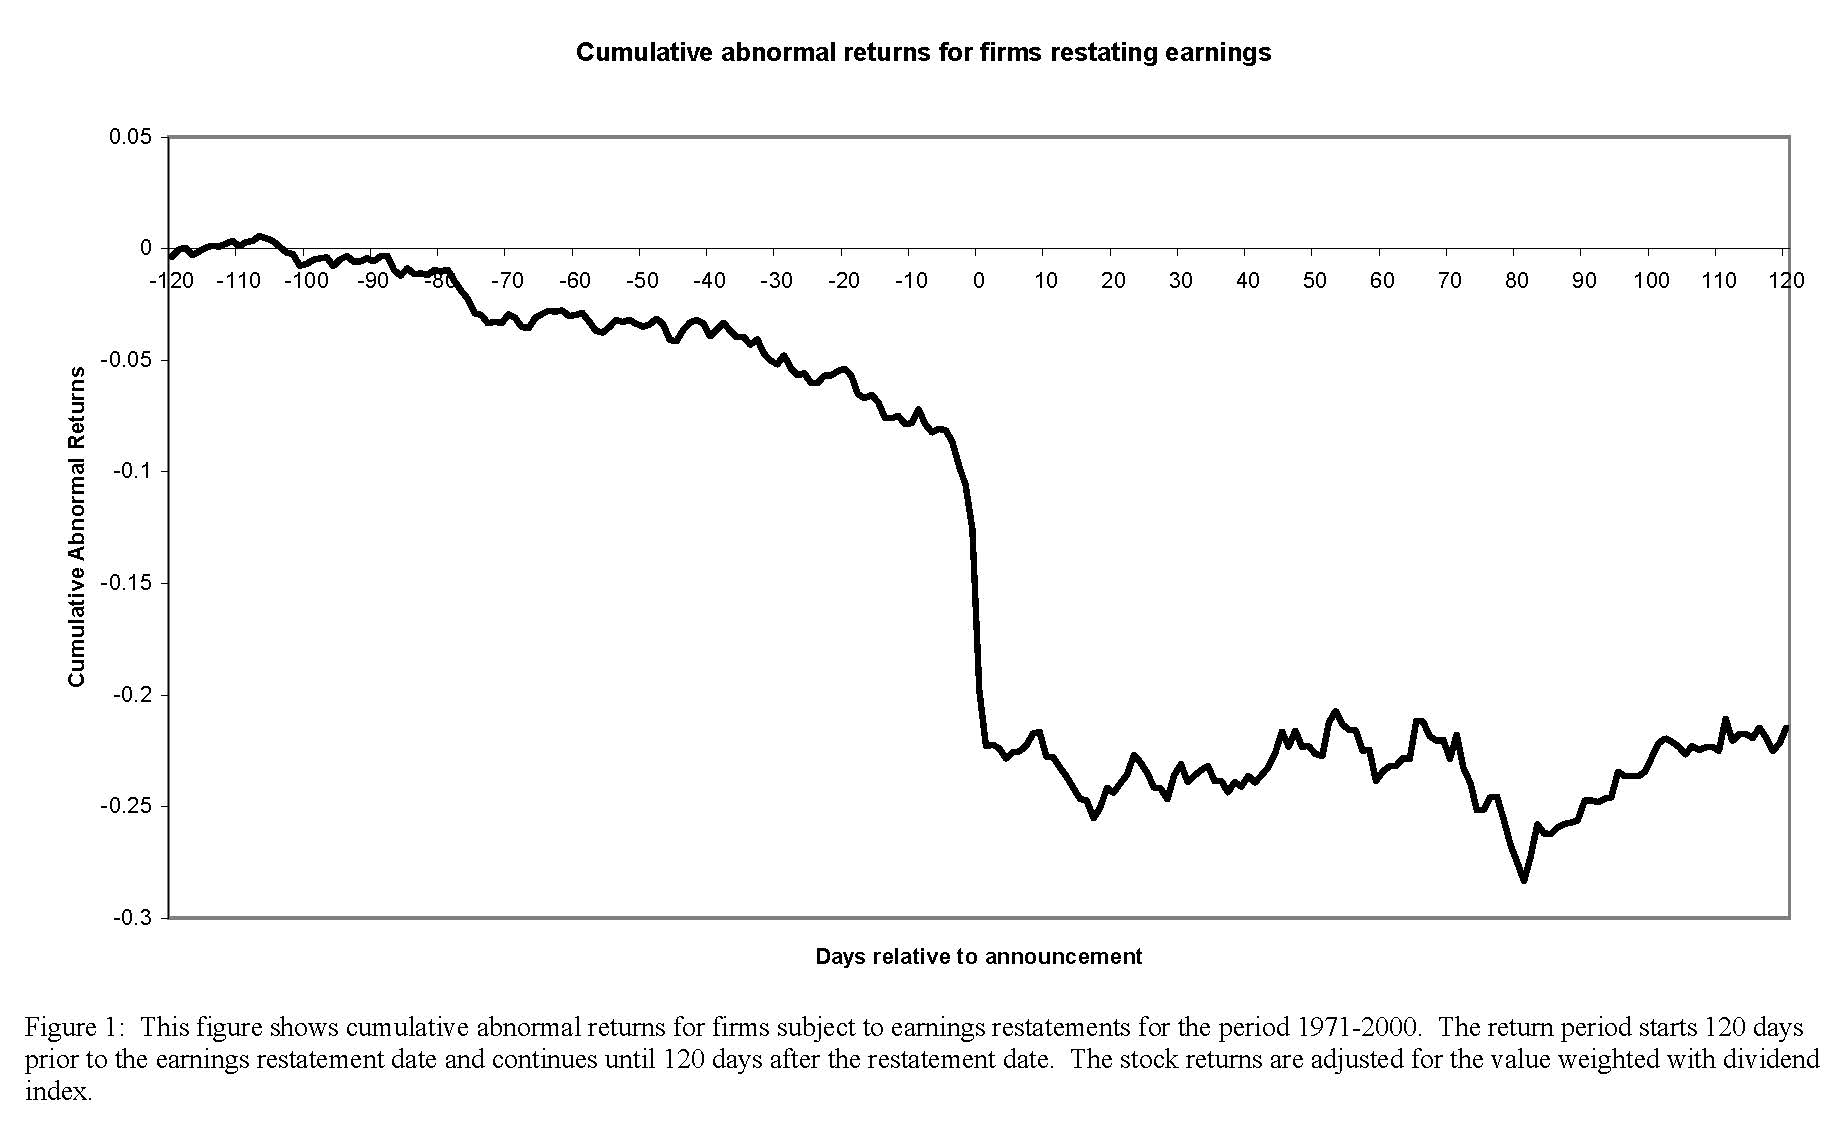 Cumulative abnormal returns for firms restating earnings
0.05
0
-0.05
-0.1
-0.15
-0.2
-0.25
-0.3
Cumulative Abnormal Returns
-120 -110 -100 -90 -80 -70 -60 -50 -40 -30 -20 -10 0 10 20 30 40 50 60 70 80 90 100 110 120
Days relative to announcement
Figure 1: This figure shows cumulative abnormal returns for firms subject to earnings restatements for the period 1971-2000. The return period starts 120 days
prior to the earnings restatement date and continues until 120 days after the restatement date. The stock returns are adjusted for the value weighted with dividend
index.